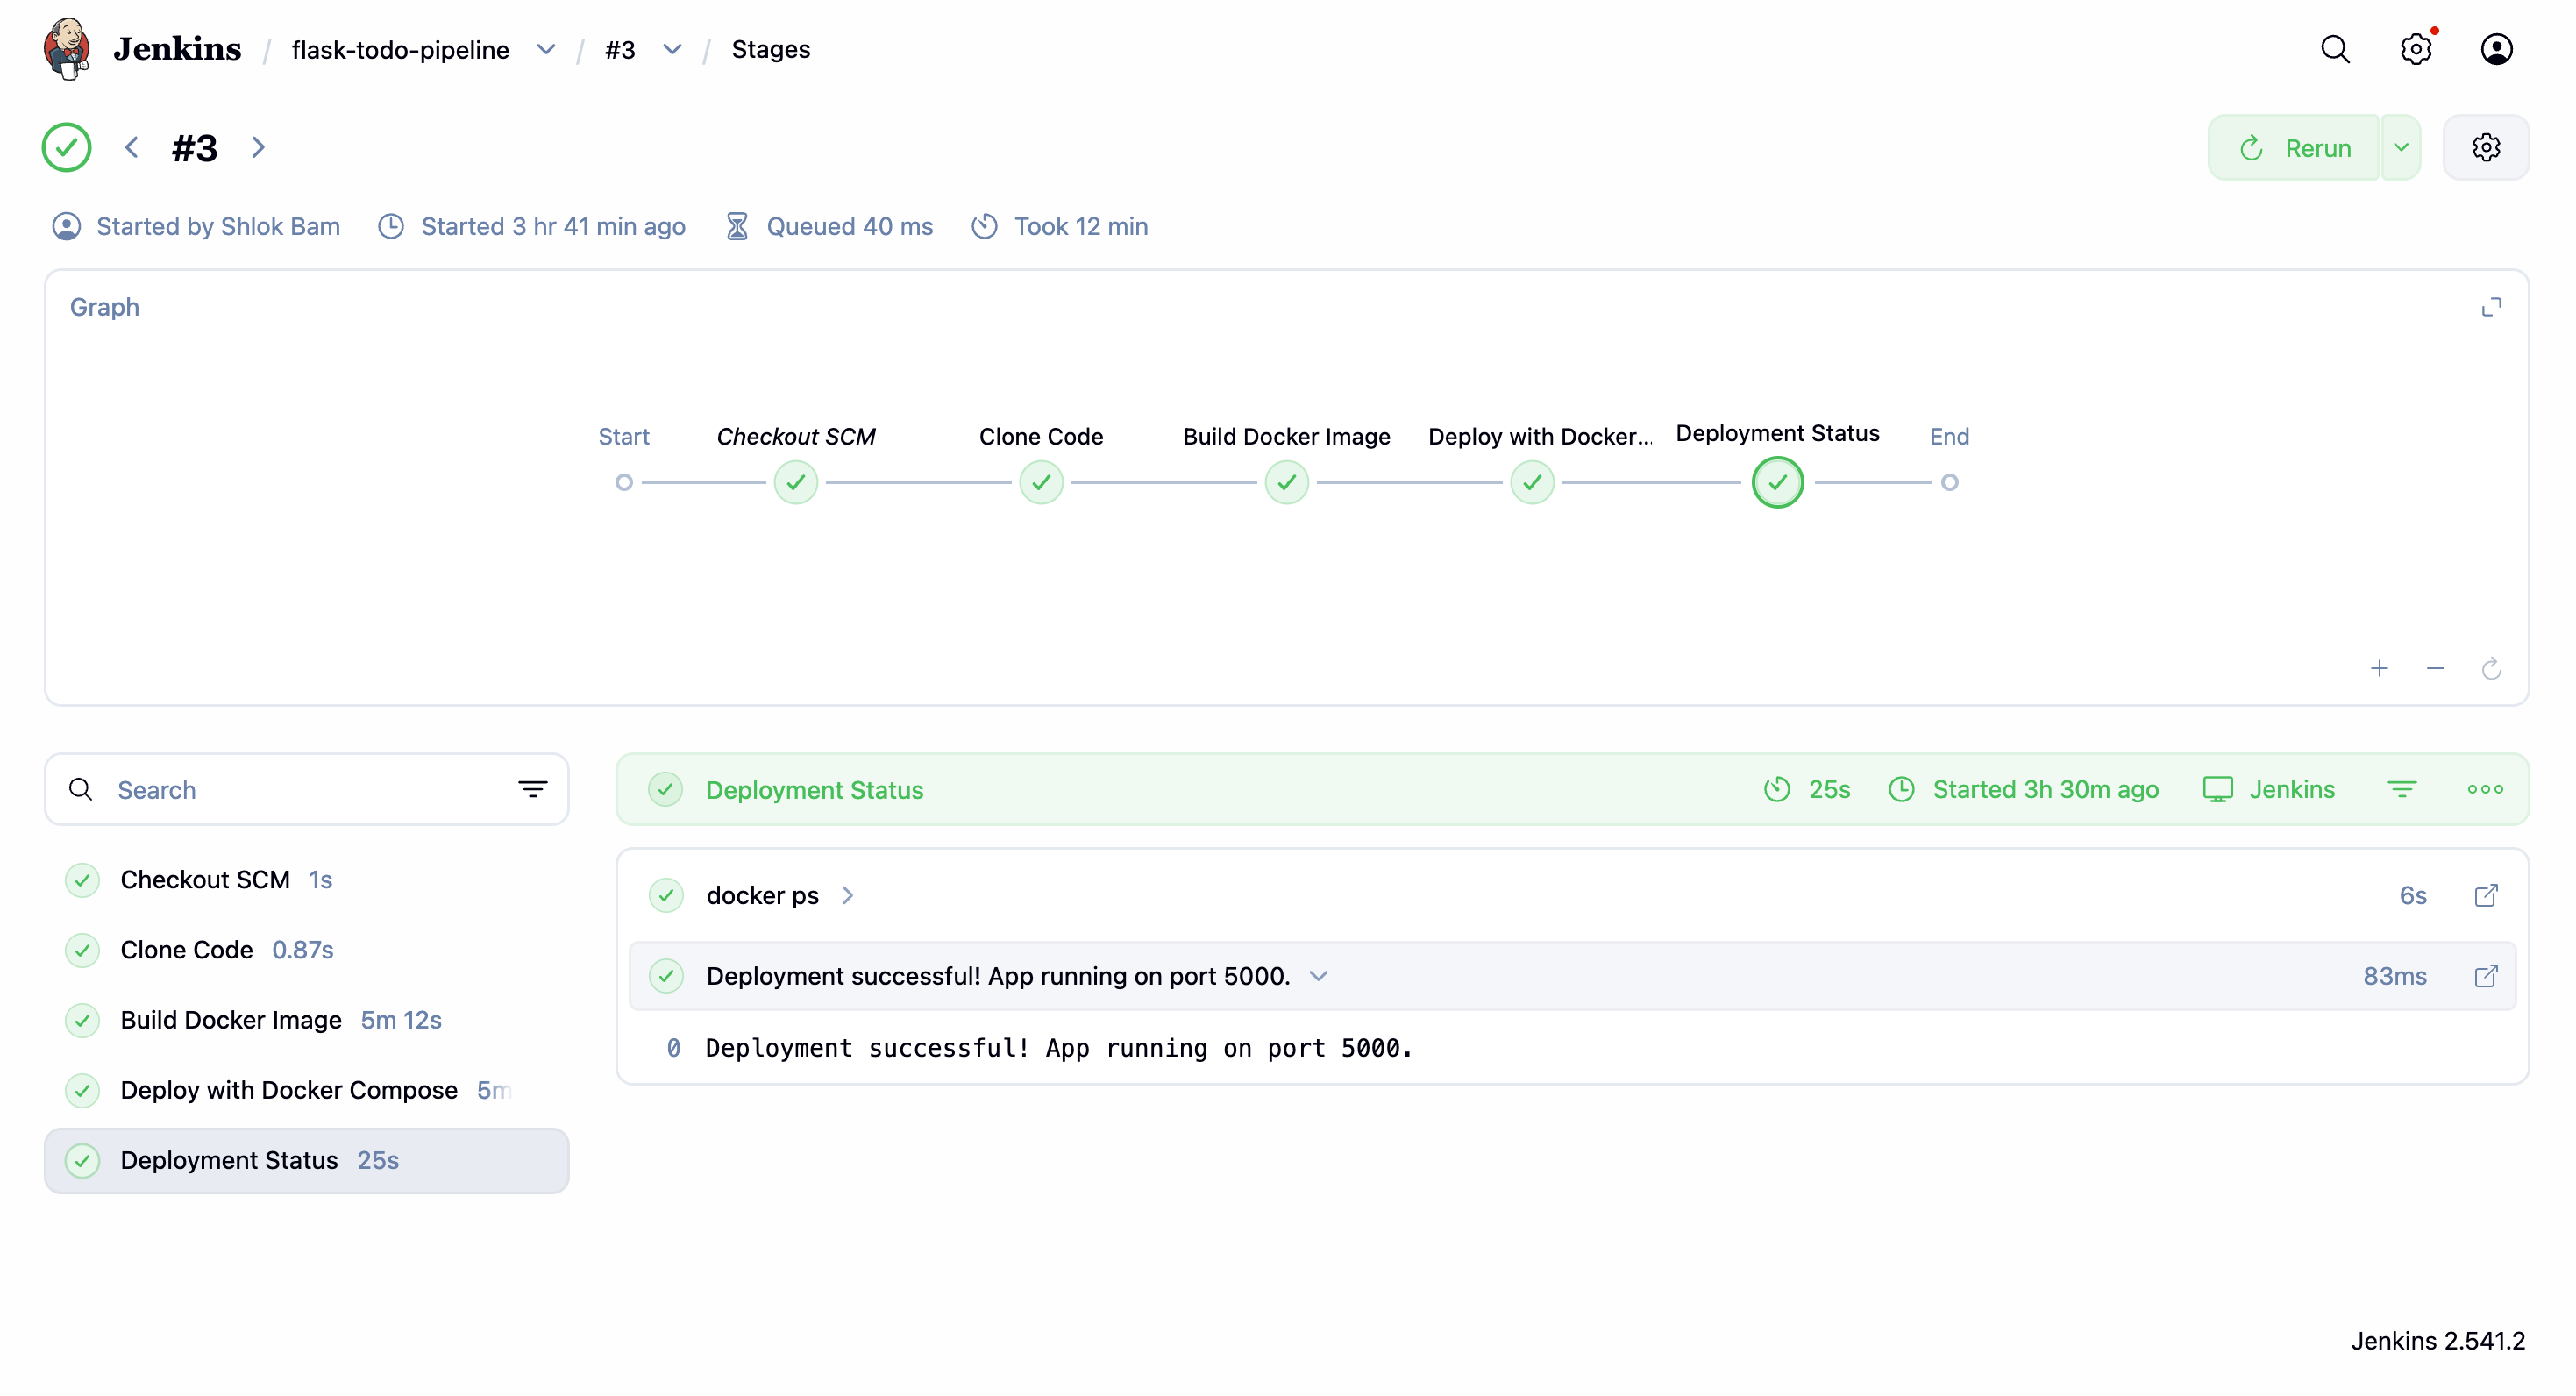 Jenkins / flask-todo-pipeline / #3 / Stages
#3
Rerun
Started by Shlok Bam Started 3 hr 41 min ago Queued 40 ms Took 12 min
Graph
Start Checkout SCM Clone Code Build Docker Image Deploy with Docker... Deployment Status End
Search
Checkout SCM 1s
Clone Code 0.87s
Build Docker Image 5m 12s
Deploy with Docker Compose 5m
Deployment Status 25s
Deployment Status 25s Started 3h 30m ago Jenkins
docker ps 6s
Deployment successful! App running on port 5000. 83ms
0 Deployment successful! App running on port 5000.
Jenkins 2.541.2